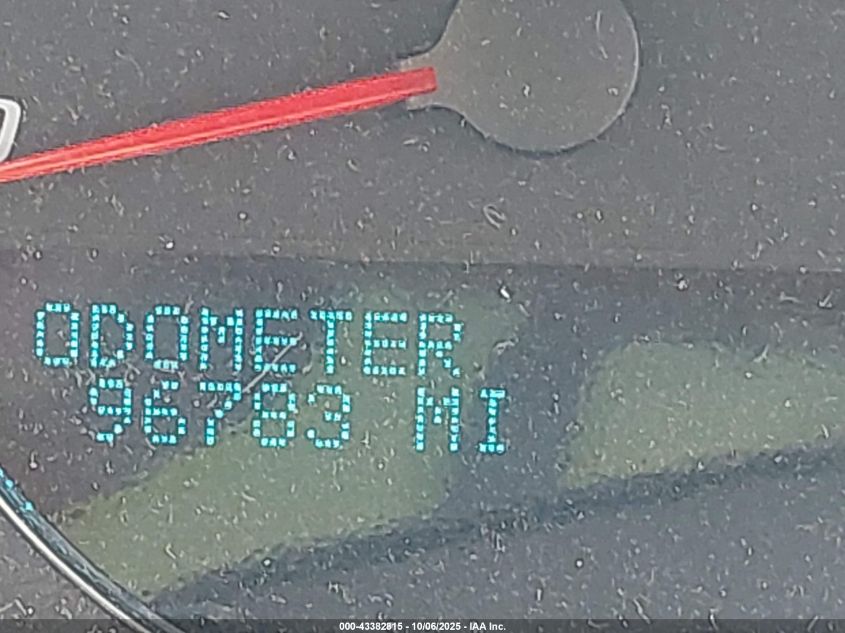 ODOMETER
96783 MI
000-43382815 - 10/06/2025 - IAA Inc.